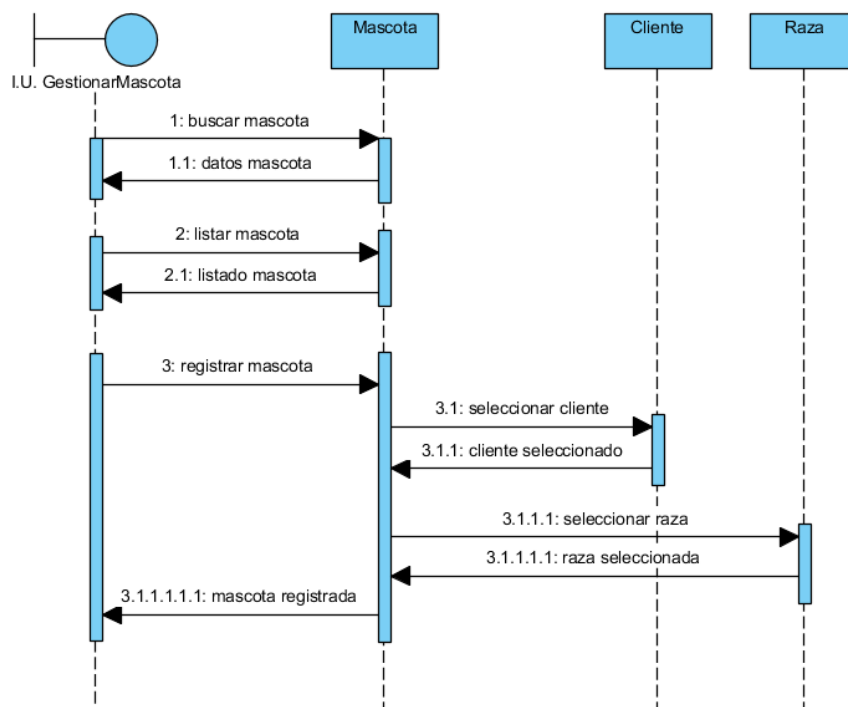 Mascota
Cliente
Raza
I.U. GestionarMascota
1: buscar mascota
1.1: datos mascota
2: listar mascota
2.1: listado mascota
3: registrar mascota
3.1: seleccionar cliente
3.1.1: cliente seleccionado
3.1.1.1: seleccionar raza
3.1.1.1.1: raza seleccionada
3.1.1.1.1.1: mascota registrada